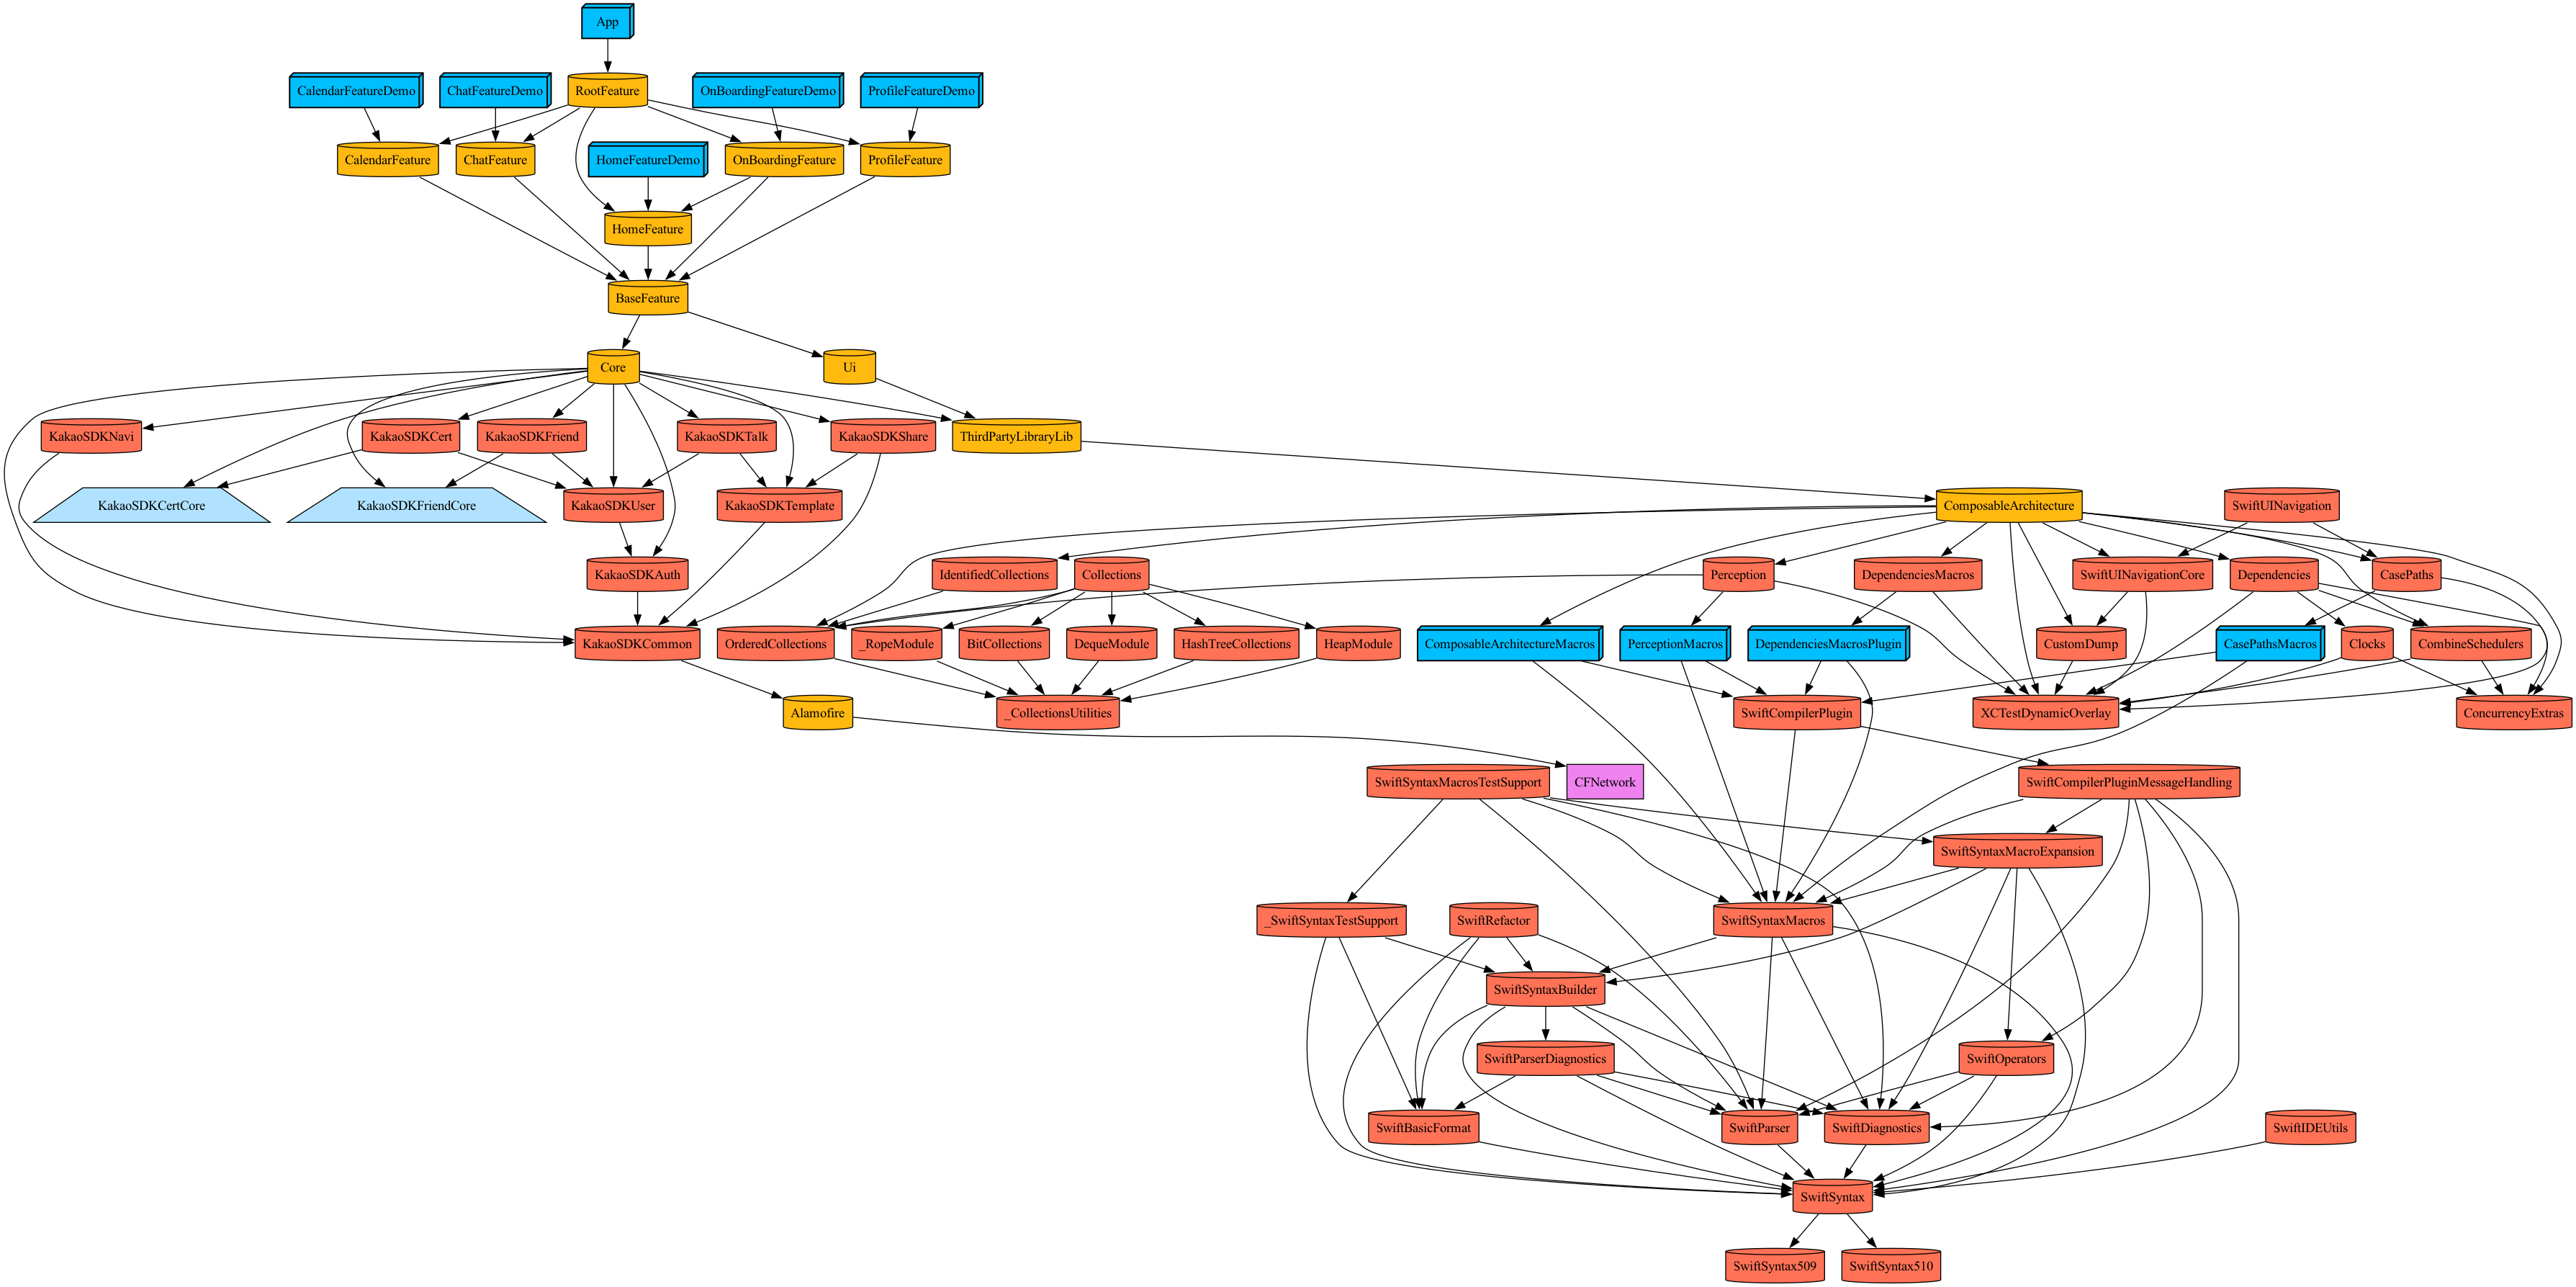 App
CalendarFeatureDemo
ChatFeatureDemo
RootFeature
OnBoardingFeatureDemo
ProfileFeatureDemo
CalendarFeature
ChatFeature
HomeFeatureDemo
OnBoardingFeature
ProfileFeature
HomeFeature
BaseFeature
Core
Ui
KakaoSDKNavi
KakaoSDKCert
KakaoSDKFriend
KakaoSDKTalk
KakaoSDKShare
ThirdPartyLibraryLib
KakaoSDKCertCore
KakaoSDKFriendCore
KakaoSDKUser
KakaoSDKTemplate
ComposableArchitecture
SwiftUINavigation
KakaoSDKAuth
IdentifiedCollections
Collections
Perception
DependenciesMacros
SwiftUINavigationCore
Dependencies
CasePaths
KakaoSDKCommon
OrderedCollections
_RopeModule
BitCollections
DequeModule
HashTreeCollections
HeapModule
ComposableArchitectureMacros
PerceptionMacros
DependenciesMacrosPlugin
CustomDump
CasePathsMacros
Clocks
CombineSchedulers
Alamofire
_CollectionsUtilities
SwiftCompilerPlugin
XCTestDynamicOverlay
ConcurrencyExtras
SwiftSyntaxMacrosTestSupport
CFNetwork
SwiftCompilerPluginMessageHandling
SwiftSyntaxMacroExpansion
_SwiftSyntaxTestSupport
SwiftRefactor
SwiftSyntaxMacros
SwiftSyntaxBuilder
SwiftParserDiagnostics
SwiftOperators
SwiftBasicFormat
SwiftParser
SwiftDiagnostics
SwiftIDEUtils
SwiftSyntax
SwiftSyntax509
SwiftSyntax510